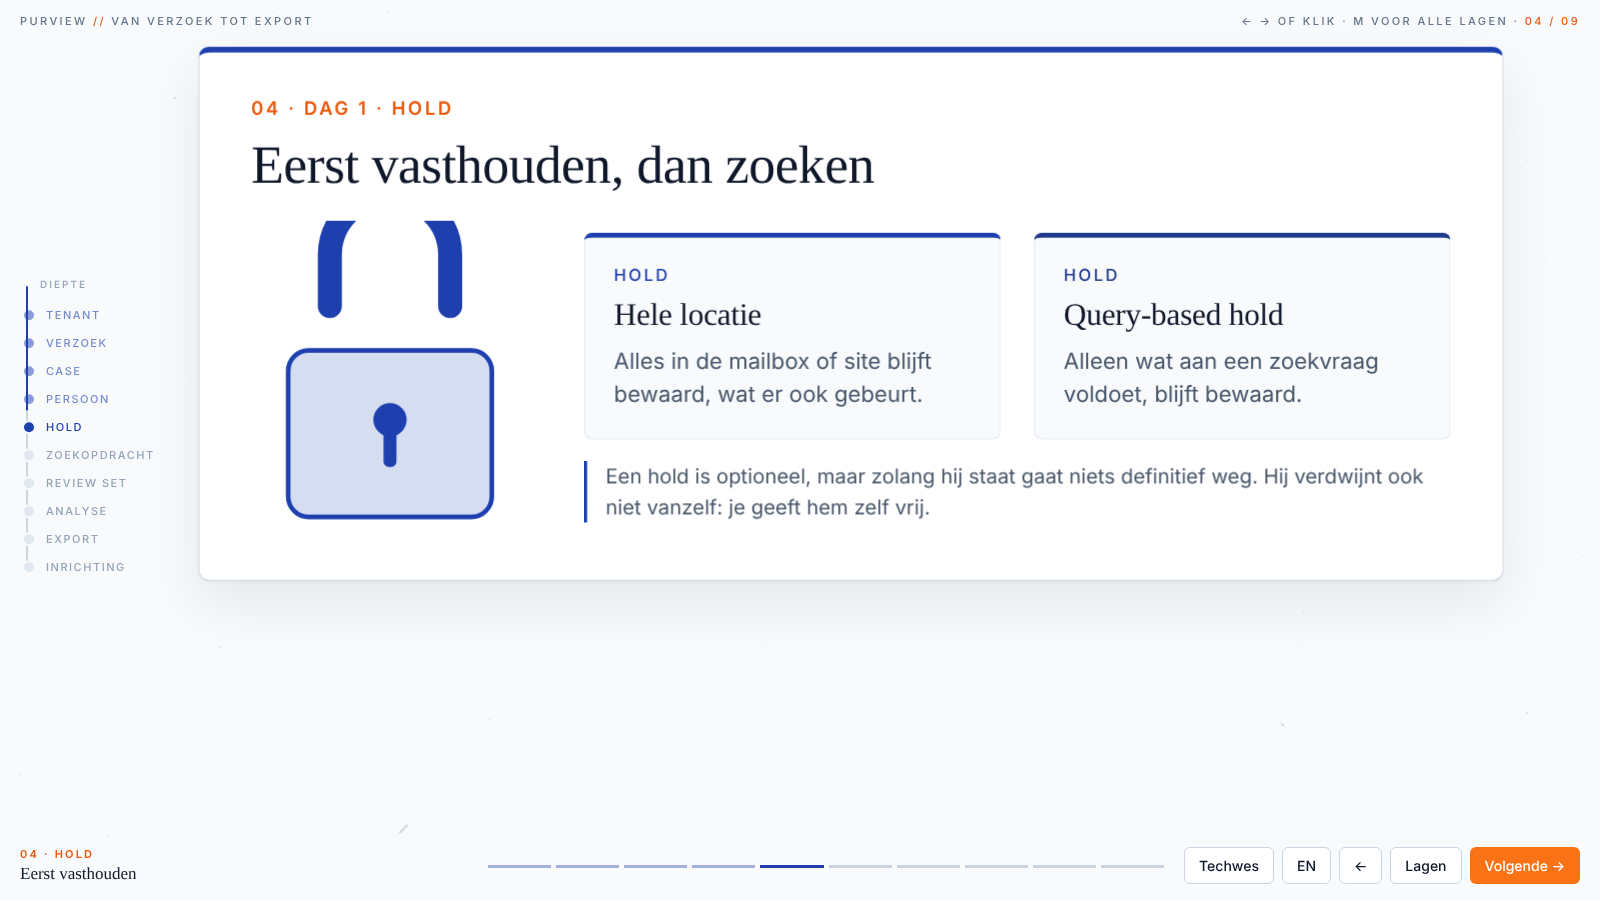 PURVIEW // VAN VERZOEK TOT EXPORT
← → OF KLIK · M VOOR ALLE LAGEN · 04 / 09
04 · DAG 1 · HOLD
Eerst vasthouden, dan zoeken
HOLD
Hele locatie
Alles in de mailbox of site blijft
bewaard, wat er ook gebeurt.
HOLD
Query-based hold
Alleen wat aan een zoekvraag
voldoet, blijft bewaard.
Een hold is optioneel, maar zolang hij staat gaat niets definitief weg. Hij verdwijnt ook
niet vanzelf: je geeft hem zelf vrij.
DIEPTE
TENANT
VERZOEK
CASE
PERSOON
HOLD
ZOEKOPDRACHT
REVIEW SET
ANALYSE
EXPORT
INRICHTING
04 · HOLD
Eerst vasthouden
Techwes
EN
←
Lagen
Volgende →